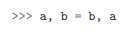 >>> a, b = b, a